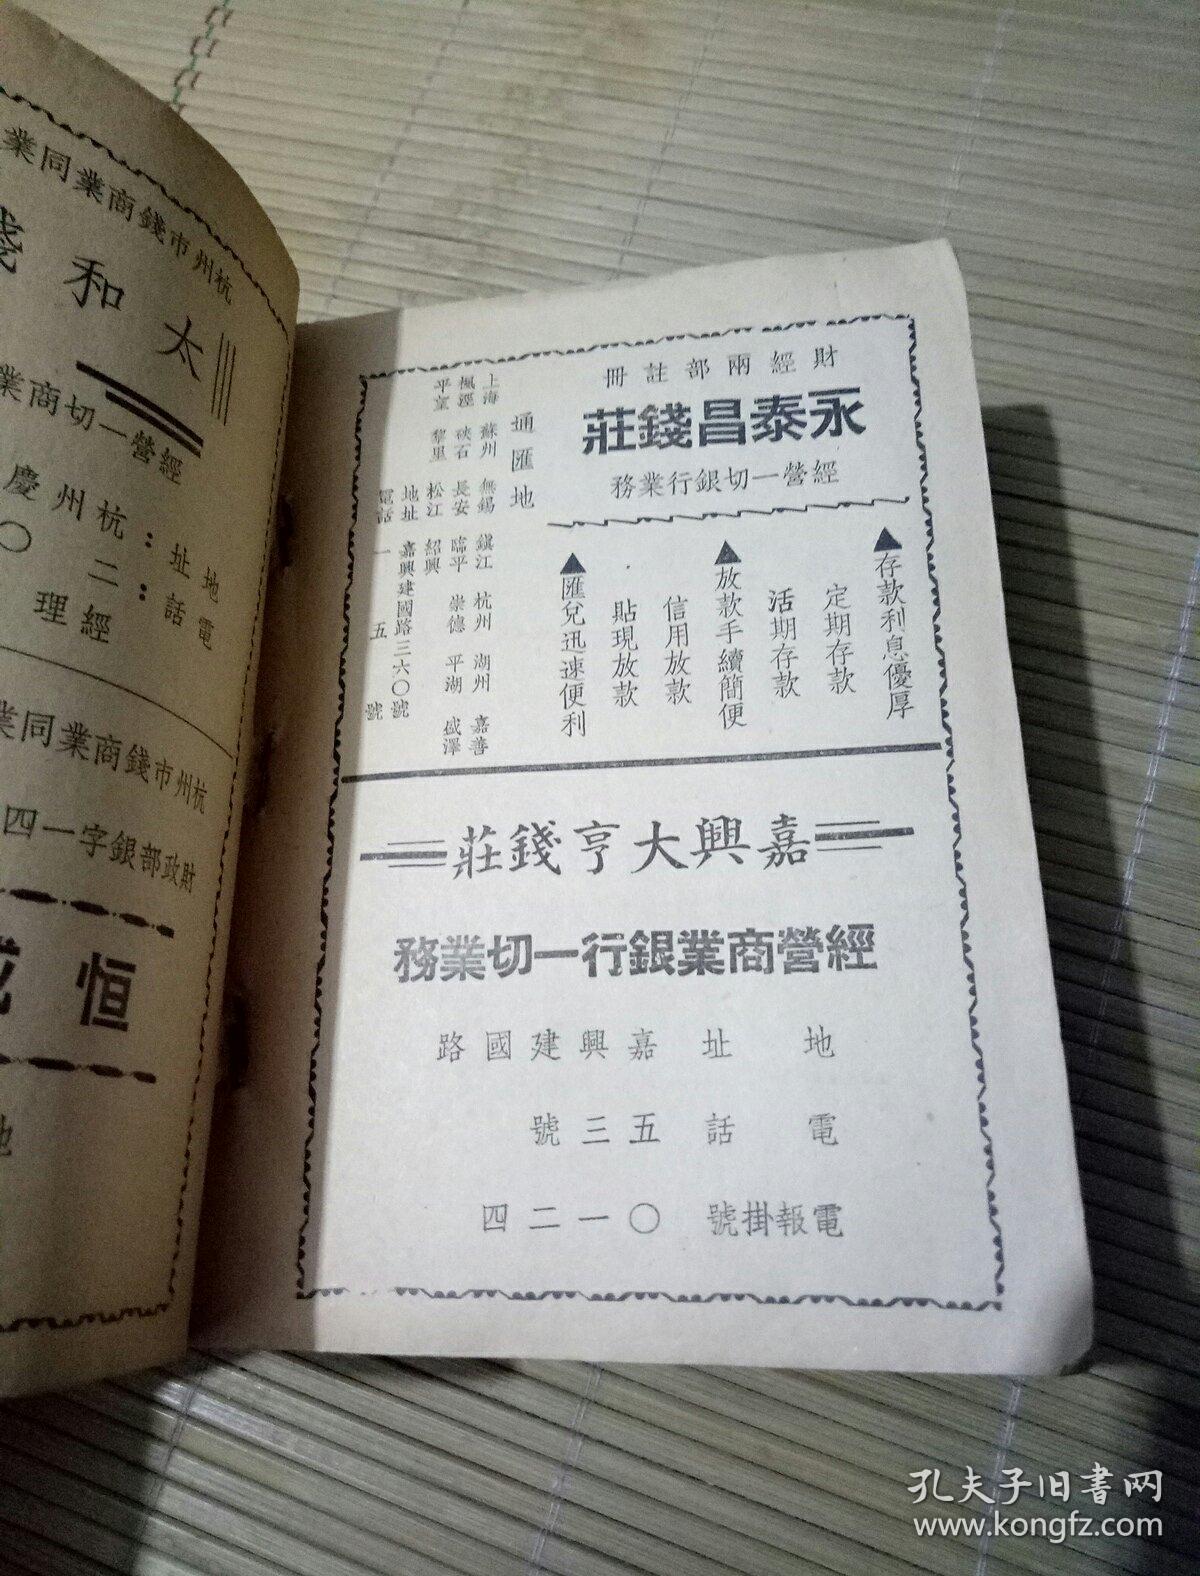 財經兩部註冊
永泰昌錢莊
經營一切銀行業務
▲存款利息優厚
定期存款
活期存款
▲放款手續簡便
信用放款
貼現放款
▲匯兌迅速便利
通匯地
上海 蘇州 無錫 鎮江 杭州 湖州 嘉善
楓涇 硤石 長安 臨平 崇德 平湖 盛澤
平望 黎里 松江 紹興
地址 嘉興建國路三六〇號
電話 一五號
嘉興大亨錢莊
經營商業銀行一切業務
地址 嘉興建國路
電話 五三號
電報掛號 〇一二四
杭州市錢商業同業
太和錢
經營一切商業
地址:杭州慶
電話:二〇
經理
杭州市錢商業同業
財政部銀字一四
恒
地
孔夫子旧书网
www.kongfz.com